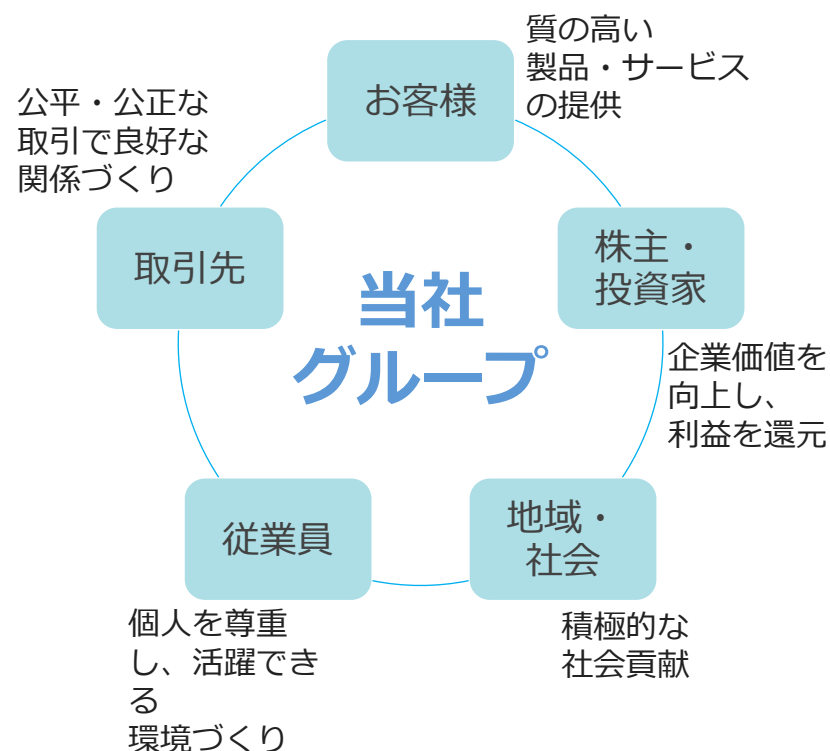 質の高い
製品・サービス
の提供
お客様
公平・公正な
取引で良好な
関係づくり
取引先
株主・
投資家
当社
グループ
企業価値を
向上し、
利益を還元
従業員
地域・
社会
個人を尊重
し、活躍でき
る
環境づくり
積極的な
社会貢献